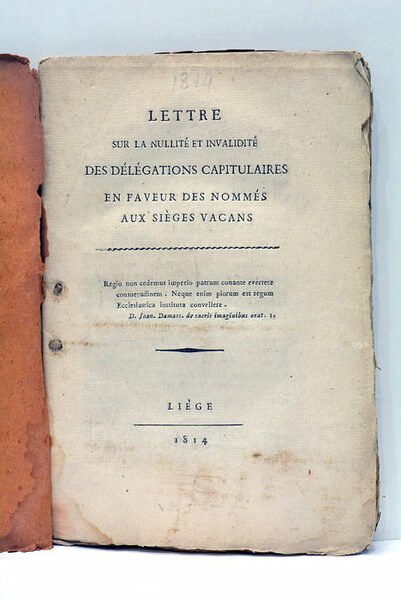 1814
LETTRE
SUR LA NULLITÉ ET INVALIDITÉ
DES DÉLÉGATIONS CAPITULAIRES
EN FAVEUR DES NOMMÉS
AUX SIÈGES VACANS
Regio non cedemus imperio patrum conante evertere
consuetudinem. Neque enim piorum est regum
Ecclesiastica instituta convellere.
D. Joan. Damasc. de sacris imaginibus orat. 1.
LIÈGE
1814